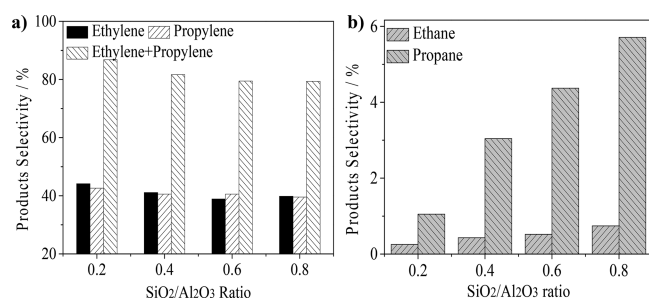 a)
Ethylene Propylene
Ethylene+Propylene
Products Selectivity / %
100
80
60
40
20
0.2 0.4 0.6 0.8
SiO2/Al2O3 Ratio
b)
Ethane
Propane
Products Selectivity / %
6
4
2
0
0.2 0.4 0.6 0.8
SiO2/Al2O3 ratio